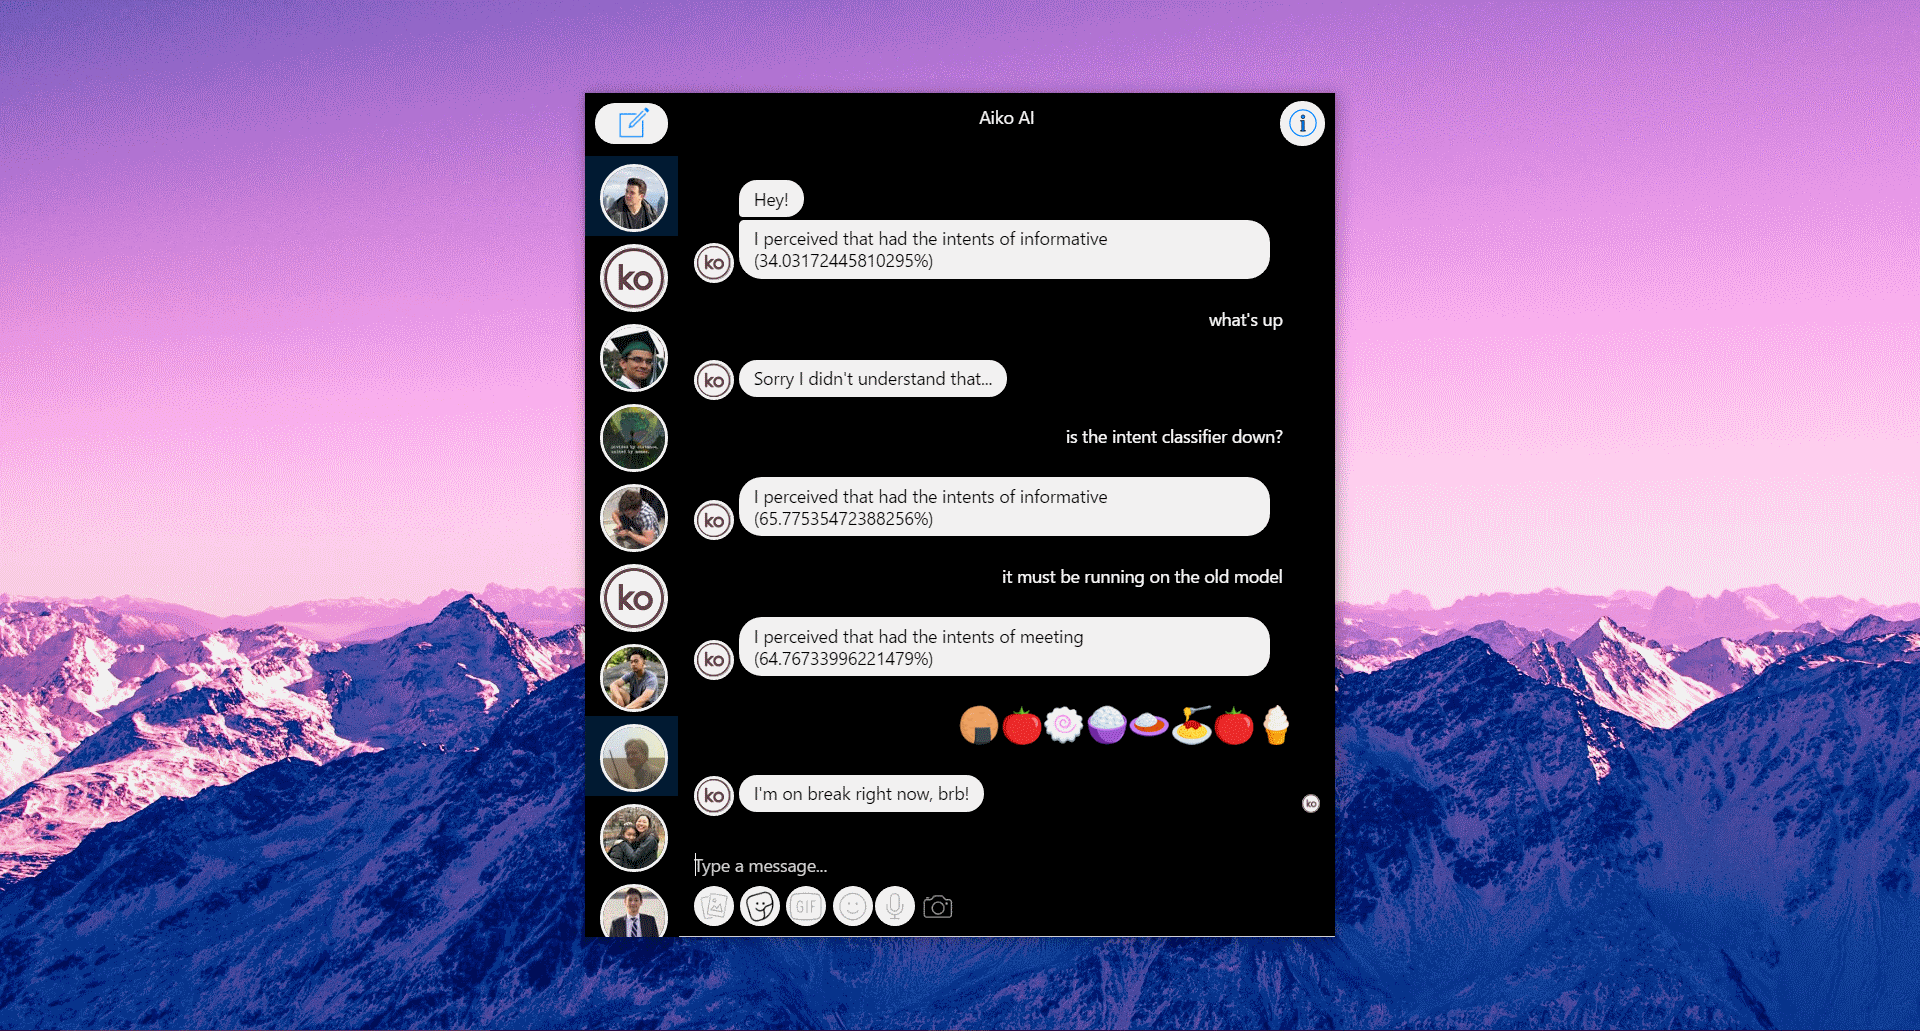 Aiko AI
Hey!
I perceived that had the intents of informative
(34.03172445810295%)
ko
what's up
Sorry I didn't understand that...
ko
is the intent classifier down?
I perceived that had the intents of informative
(65.77535472388256%)
ko
it must be running on the old model
I perceived that had the intents of meeting
(64.76733996221479%)
ko
I'm on break right now, brb!
ko
ko
Type a message...
GIF
ko
ko